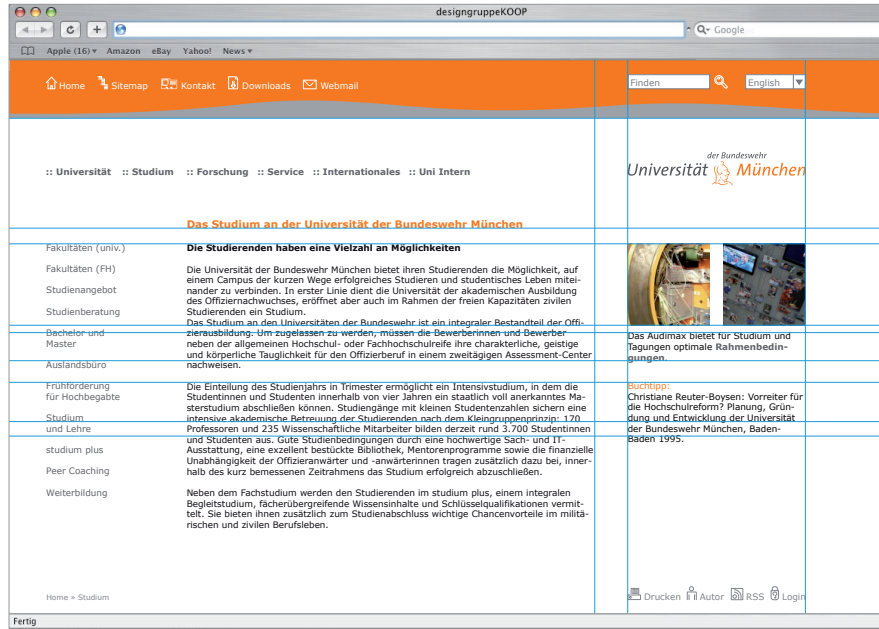 designgruppeKOOP
Google
Apple (16) Amazon eBay Yahoo! News
Home Sitemap Kontakt Downloads Webmail Finden English
der Bundeswehr
Universität München
:: Universität :: Studium :: Forschung :: Service :: Internationales :: Uni Intern
Das Studium an der Universität der Bundeswehr München
Fakultäten (univ.)
Fakultäten (FH)
Studienangebot
Studienberatung
Bachelor und
Master
Auslandsbüro
Frühförderung
für Hochbegabte
Studium
und Lehre
studium plus
Peer Coaching
Weiterbildung
Die Studierenden haben eine Vielzahl an Möglichkeiten
Die Universität der Bundeswehr München bietet ihren Studierenden die Möglichkeit, auf
einem Campus der kurzen Wege erfolgreiches Studieren und studentisches Leben mitei-
nander zu verbinden. In erster Linie dient die Universität der akademischen Ausbildung
des Offiziernachwuchses, eröffnet aber auch im Rahmen der freien Kapazitäten zivilen
Studierenden ein Studium.
Das Studium an den Universitäten der Bundeswehr ist ein integraler Bestandteil der Offi-
zierausbildung. Um zugelassen zu werden, müssen die Bewerberinnen und Bewerber
neben der allgemeinen Hochschul- oder Fachhochschulreife ihre charakterliche, geistige
und körperliche Tauglichkeit für den Offizierberuf in einem zweitägigen Assessment-Center
nachweisen.
Die Einteilung des Studienjahrs in Trimester ermöglicht ein Intensivstudium, in dem die
Studentinnen und Studenten innerhalb von vier Jahren ein staatlich voll anerkanntes Ma-
sterstudium abschließen können. Studiengänge mit kleinen Studentenzahlen sichern eine
intensive akademische Betreuung der Studierenden nach dem Kleingruppenprinzip: 170
Professoren und 235 Wissenschaftliche Mitarbeiter bilden derzeit rund 3.700 Studentinnen
und Studenten aus. Gute Studienbedingungen durch eine hochwertige Sach- und IT-
Ausstattung, eine exzellent bestückte Bibliothek, Mentorenprogramme sowie die finanzielle
Unabhängigkeit der Offizieranwärter und -anwärterinnen tragen zusätzlich dazu bei, inner-
halb des kurz bemessenen Zeitrahmens das Studium erfolgreich abzuschließen.
Neben dem Fachstudium werden den Studierenden im studium plus, einem integralen
Begleitstudium, fächerübergreifende Wissensinhalte und Schlüsselqualifikationen vermit-
telt. Sie bieten ihnen zusätzlich zum Studienabschluss wichtige Chancenvorteile im militä-
rischen und zivilen Berufsleben.
Das Audimax bietet für Studium und
Tagungen optimale Rahmenbedin-
gungen.
Buchtipp:
Christiane Reuter-Boysen: Vorreiter für
die Hochschulreform? Planung, Grün-
dung und Entwicklung der Universität
der Bundeswehr München, Baden-
Baden 1995.
Home » Studium
Drucken Autor RSS Login
Fertig